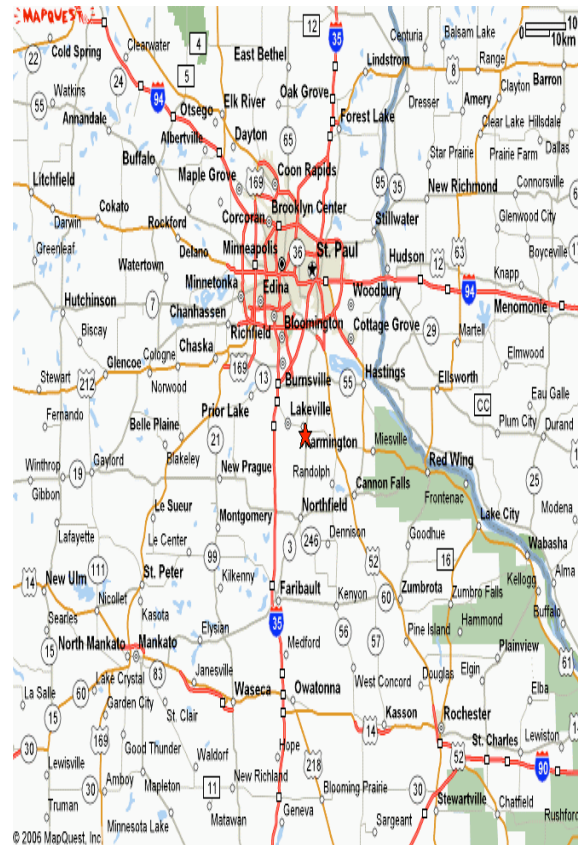 MAPQUEST
12
35
Centuria
Balsam Lake
Clearwater
4
10km
Cold Spring
East Bethel
Lindstrom
Range
22
5
8
Barron
24
Clayton
Watkins
94
Otsego
Elk River
Oak Grove
Dresser
Amery
55
Forest Lake
Clear Lake
Hillsdale
Annandale
Albertville
Dayton
65
Dallas
Buffalo
Coon Rapids
Star Prairie
Prairie Farm
Maple Grove
169
95
35
Litchfield
New Richmond
Connorsville
Corcoran
Brooklyn Center
Cokato
Rockford
Stillwater
Glenwood City
Darwin
36
63
Greenleaf
Delano
Minneapolis
St. Paul
Hudson
12
Boyceville
Watertown
Knapp
Minnetonka
Edina
Woodbury
94
Hutchinson
7
Chanhassen
Menomonie
Richfield
Bloomington
Cottage Grove
29
Martell
Biscay
Cologne
Chaska
Elmwood
Glencoe
169
Stewart
212
Norwood
13
Burnsville
55
Hastings
Ellsworth
Eau Galle
Fernando
Prior Lake
Lakeville
CC
Belle Plaine
21
Farmington
Miesville
Plum City
Durand
Winthrop
19
Gaylord
Blakeley
New Prague
Randolph
Red Wing
25
Gibbon
Cannon Falls
Frontenac
Le Sueur
Northfield
Modena
Montgomery
Lake City
Lafayette
Le Center
3
246
Dennison
Goodhue
Wabasha
99
16
111
St. Peter
Kilkenny
52
Zumbrota
Kellogg
Alma
14
New Ulm
Faribault
Kenyon
60
Zumbro Falls
Nicollet
Kasota
35
Buffalo
Searles
Elysian
56
57
Pine Island
Hammond
15
North Mankato
Mankato
Medford
Plainview
61
Lake Crystal
83
Janesville
West Concord
Douglas
Elgin
La Salle
60
Waseca
Owatonna
Elba
15
Garden City
St. Clair
Kasson
Rochester
169
14
St. Charles
Lewiston
14
30
Good Thunder
Waldorf
Hope
52
90
Lewisville
218
Amboy
Mapleton
11
New Richland
Blooming Prairie
30
30
Truman
Matawan
Geneva
Stewartville
Chatfield
Rushford
Minnesota Lake
Sargeant
© 2006 MapQuest, Inc